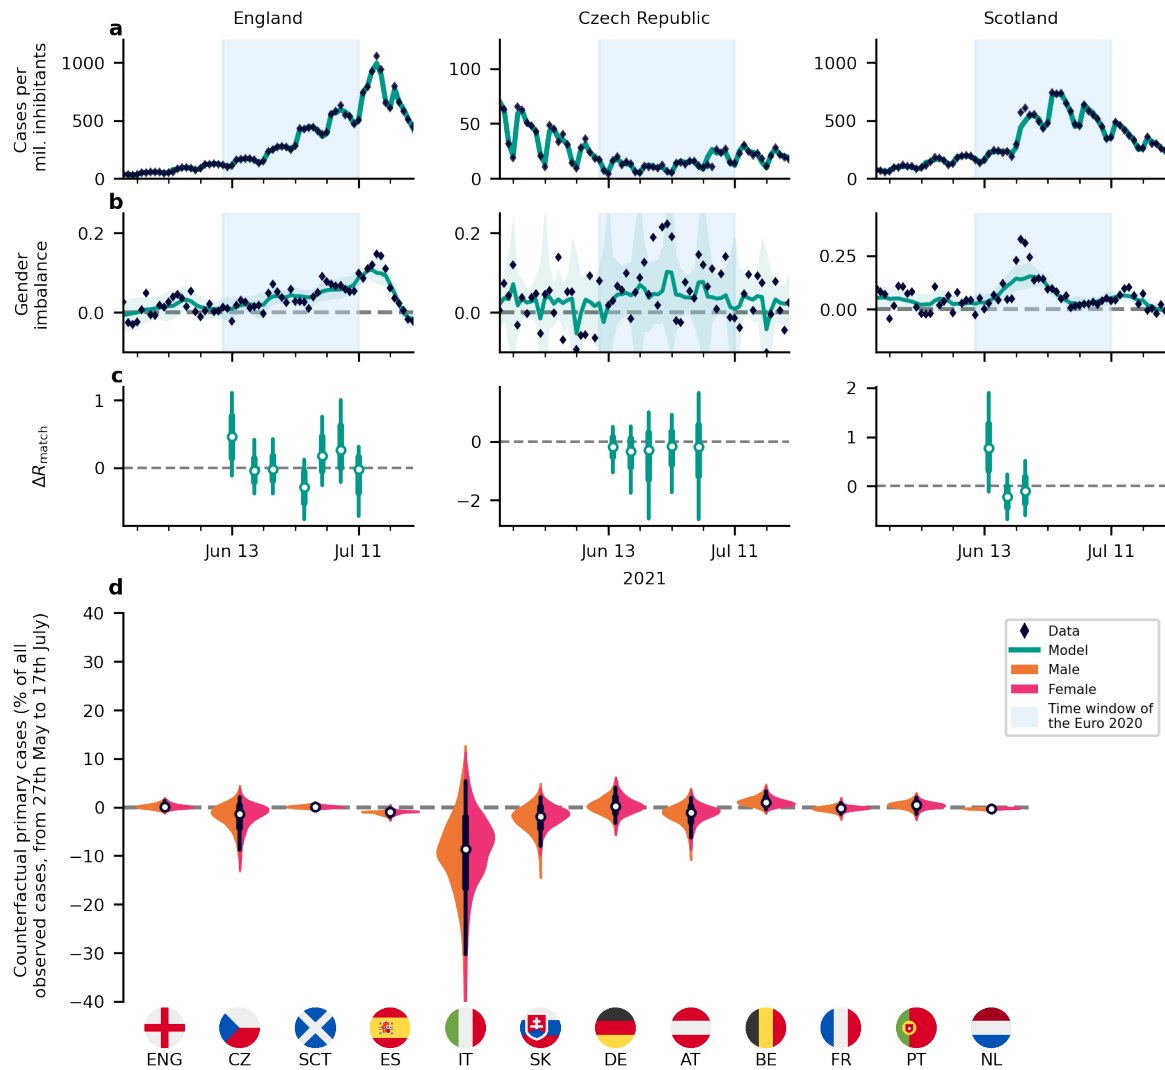 England
Czech Republic
Scotland
a
Cases per
mil. inhibitants
1000
500
0
100
50
0
1000
500
0
b
Gender
imbalance
0.2
0.0
0.2
0.0
0.25
0.00
c
ΔRmatch
1
0
0
−2
2
1
0
Jun 13
Jul 11
Jun 13
Jul 11
Jun 13
Jul 11
2021
d
Counterfactual primary cases (% of all
observed cases, from 27th May to 17th July)
40
30
20
10
0
−10
−20
−30
−40
Data
Model
Male
Female
Time window of
the Euro 2020
ENG
CZ
SCT
ES
IT
SK
DE
AT
BE
FR
PT
NL